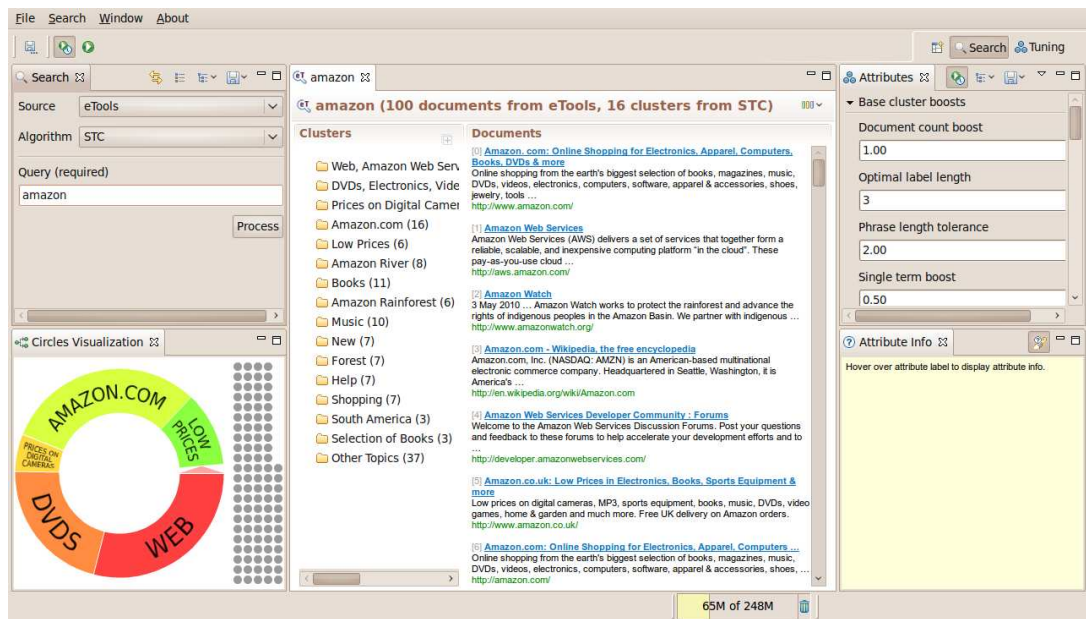 File Search Window About
Search Tuning
Search
Source eTools
Algorithm STC
Query (required)
amazon
Process
amazon
amazon (100 documents from eTools, 16 clusters from STC)
Clusters
Web, Amazon Web Serv
DVDs, Electronics, Vide
Prices on Digital Camer
Amazon.com (16)
Low Prices (6)
Amazon River (8)
Books (11)
Amazon Rainforest (6)
Music (10)
New (7)
Forest (7)
Help (7)
Shopping (7)
South America (3)
Selection of Books (3)
Other Topics (37)
Documents
[0] Amazon. com: Online Shopping for Electronics, Apparel, Computers,
Books, DVDs & more
Online shopping from the earth's biggest selection of books, magazines, music,
DVDs, videos, electronics, computers, software, apparel & accessories, shoes,
jewelry, tools ...
http://www.amazon.com/
[1] Amazon Web Services
Amazon Web Services (AWS) delivers a set of services that together form a
reliable, scalable, and inexpensive computing platform "in the cloud". These
pay-as-you-use cloud ...
http://aws.amazon.com/
[2] Amazon Watch
3 May 2010 ... Amazon Watch works to protect the rainforest and advance the
rights of indigenous peoples in the Amazon Basin. We partner with indigenous ...
http://www.amazonwatch.org/
[3] Amazon.com - Wikipedia, the free encyclopedia
Amazon.com, Inc. (NASDAQ: AMZN) is an American-based multinational
electronic commerce company. Headquartered in Seattle, Washington, it is
America's ...
http://en.wikipedia.org/wiki/Amazon.com
[4] Amazon Web Services Developer Community : Forums
Welcome to the Amazon Web Services Discussion Forums. Post your questions
and feedback to these forums to help accelerate your development efforts and to
...
http://developer.amazonwebservices.com/
[5] Amazon.co.uk: Low Prices in Electronics, Books, Sports Equipment &
more
Low prices on digital cameras, MP3, sports equipment, books, music, DVDs, video
games, home & garden and much more. Free UK delivery on Amazon orders.
http://www.amazon.co.uk/
[6] Amazon.com: Online Shopping for Electronics, Apparel, Computers ...
Online shopping from the earth's biggest selection of books, magazines, music,
DVDs, videos, electronics, computers, software, apparel & accessories, shoes, ...
http://amazon.com/
Attributes
Base cluster boosts
Document count boost
1.00
Optimal label length
3
Phrase length tolerance
2.00
Single term boost
0.50
Circles Visualization
AMAZON.COM
LOW
PRICES
PRICES ON
DIGITAL
CAMERAS
DVDS
WEB
Attribute Info
Hover over attribute label to display attribute info.
65M of 248M